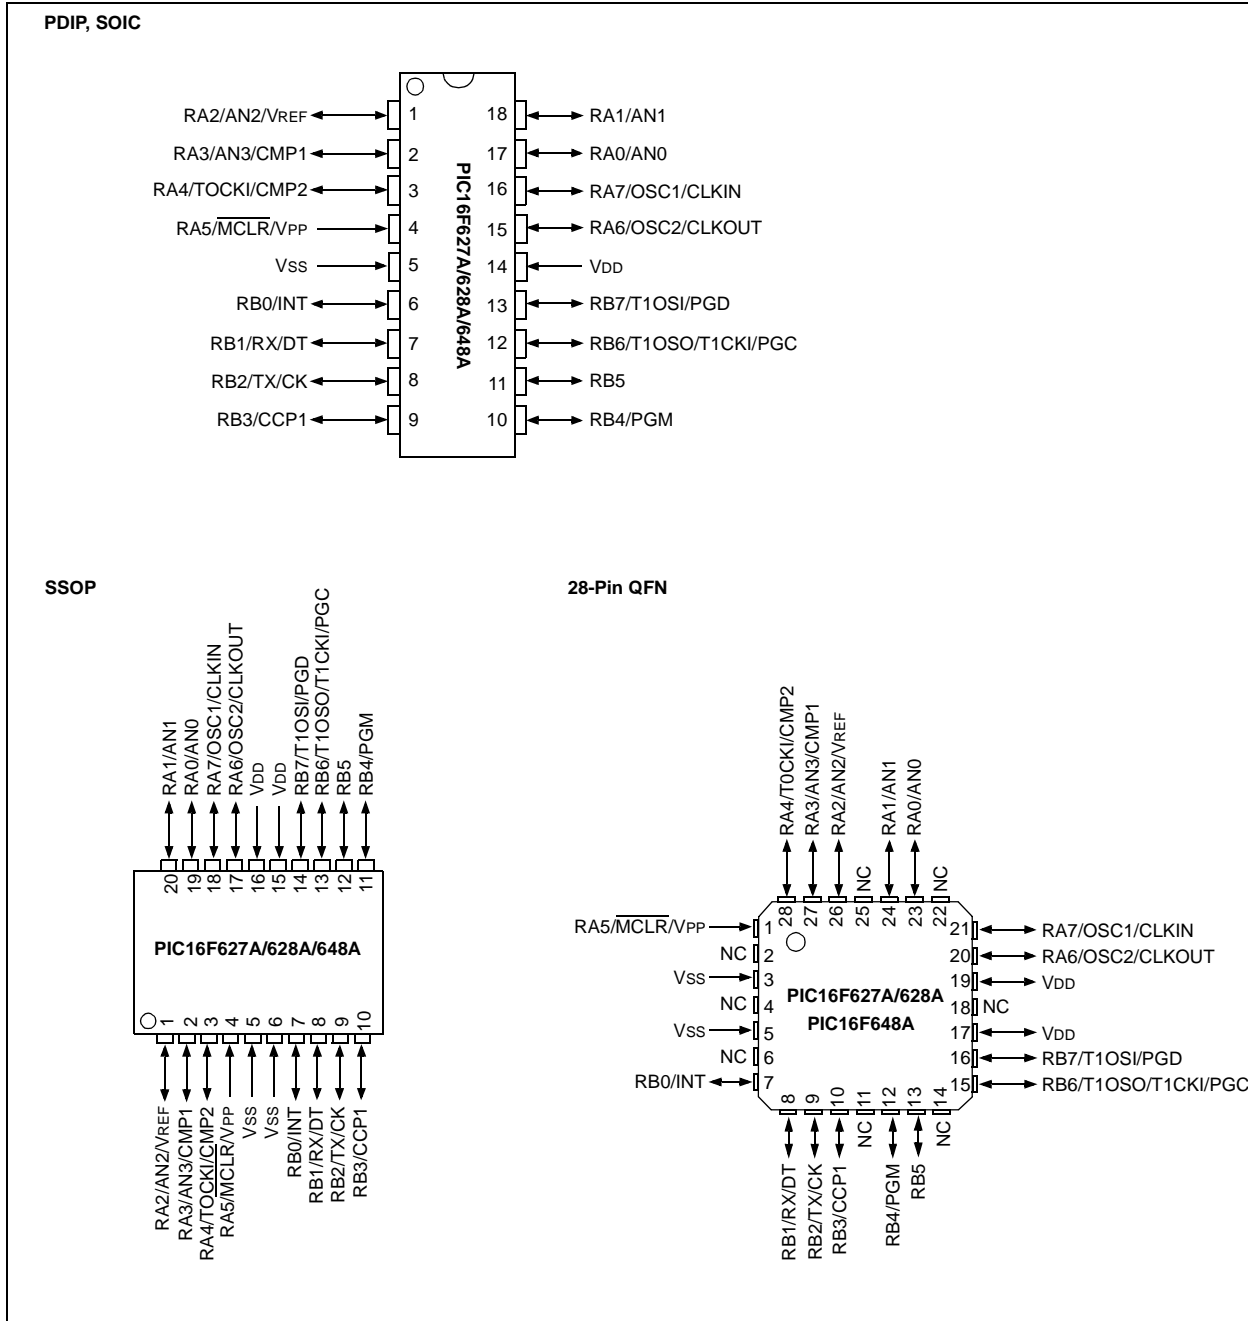 PDIP, SOIC
RA2/AN2/VREF 1 18 RA1/AN1
RA3/AN3/CMP1 2 17 RA0/AN0
RA4/TOCKI/CMP2 3 16 RA7/OSC1/CLKIN
RA5/MCLR/VPP 4 15 RA6/OSC2/CLKOUT
VSS 5 14 VDD
RB0/INT 6 13 RB7/T1OSI/PGD
RB1/RX/DT 7 12 RB6/T1OSO/T1CKI/PGC
RB2/TX/CK 8 11 RB5
RB3/CCP1 9 10 RB4/PGM
PIC16F627A/628A/648A
SSOP
RA1/AN1
RA0/AN0
RA7/OSC1/CLKIN
RA6/OSC2/CLKOUT
VDD
VDD
RB7/T1OSI/PGD
RB6/T1OSO/T1CKI/PGC
RB5
RB4/PGM
20 19 18 17 16 15 14 13 12 11
PIC16F627A/628A/648A
1 2 3 4 5 6 7 8 9 10
RA2/AN2/VREF
RA3/AN3/CMP1
RA4/TOCKI/CMP2
RA5/MCLR/VPP
VSS
VSS
RB0/INT
RB1/RX/DT
RB2/TX/CK
RB3/CCP1
28-Pin QFN
RA4/T0CKI/CMP2
RA3/AN3/CMP1
RA2/AN2/VREF
NC
RA1/AN1
RA0/AN0
NC
28 27 26 25 24 23 22
RA5/MCLR/VPP 1 21 RA7/OSC1/CLKIN
NC 2 20 RA6/OSC2/CLKOUT
VSS 3 19 VDD
NC 4 18 NC
VSS 5 17 VDD
NC 6 16 RB7/T1OSI/PGD
RB0/INT 7 15 RB6/T1OSO/T1CKI/PGC
PIC16F627A/628A
PIC16F648A
8 9 10 11 12 13 14
RB1/RX/DT
RB2/TX/CK
RB3/CCP1
NC
RB4/PGM
RB5
NC